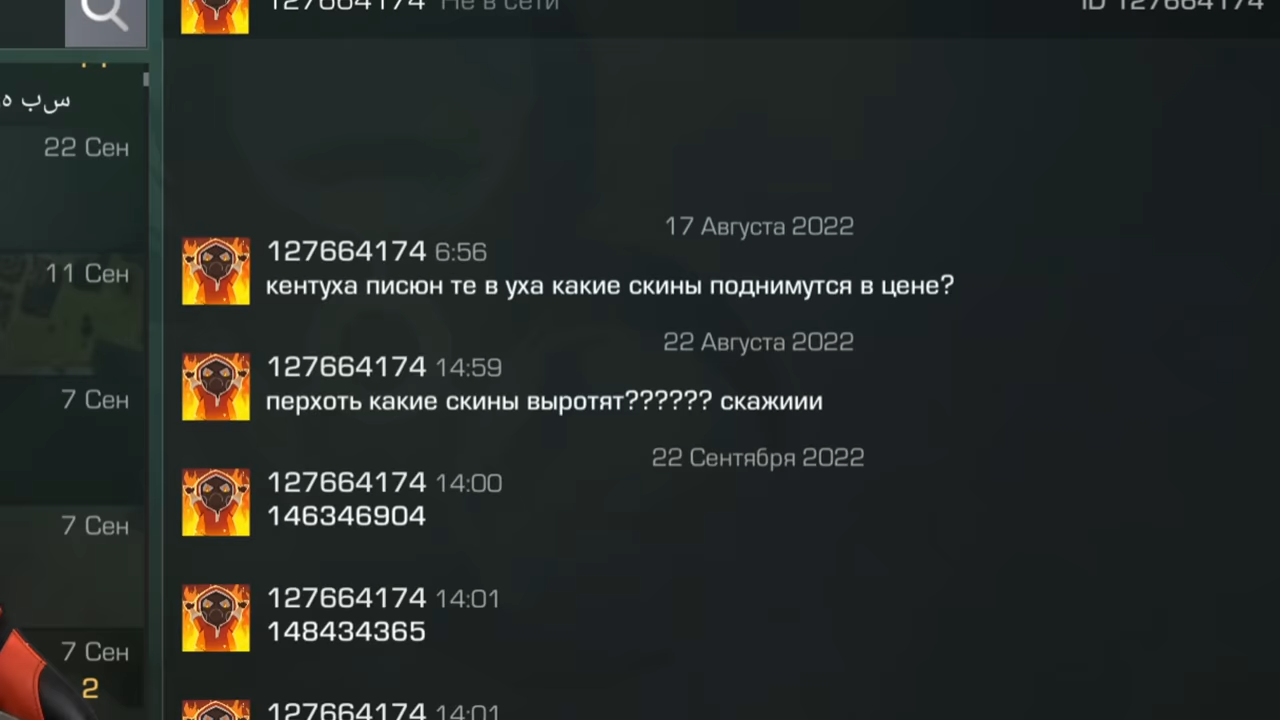 127664174 Не в сети
ID 127664174
سب ه
22 Сен
11 Сен
7 Сен
7 Сен
7 Сен
2
17 Августа 2022
127664174 6:56
кентуха писюн те в уха какие скины поднимутся в цене?
22 Августа 2022
127664174 14:59
перхоть какие скины выротят?????? скажиии
22 Сентября 2022
127664174 14:00
146346904
127664174 14:01
148434365
127664174 14:01